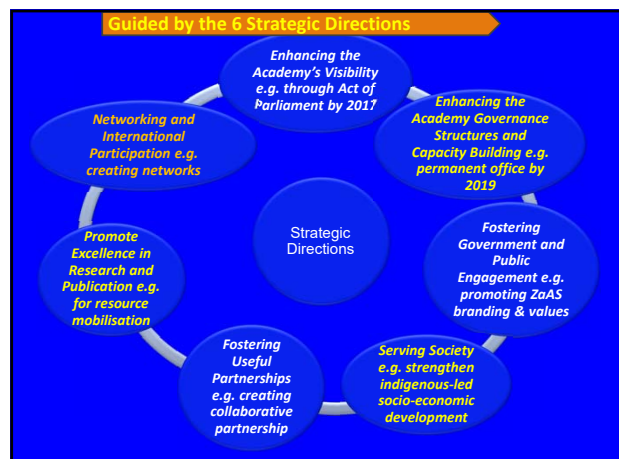 Guided by the 6 Strategic Directions
Enhancing the
Academy's Visibility
e.g. through Act of
Parliament by 2017
Enhancing the
Academy Governance
Structures and
Capacity Building e.g.
permanent office by
2019
Fostering
Government and
Public
Engagement e.g.
promoting ZaAS
branding & values
Serving Society
e.g. strengthen
indigenous-led
socio-economic
development
Fostering
Useful
Partnerships
e.g. creating
collaborative
partnership
Promote
Excellence in
Research and
Publication e.g.
for resource
mobilisation
Networking and
International
Participation e.g.
creating networks
Strategic
Directions